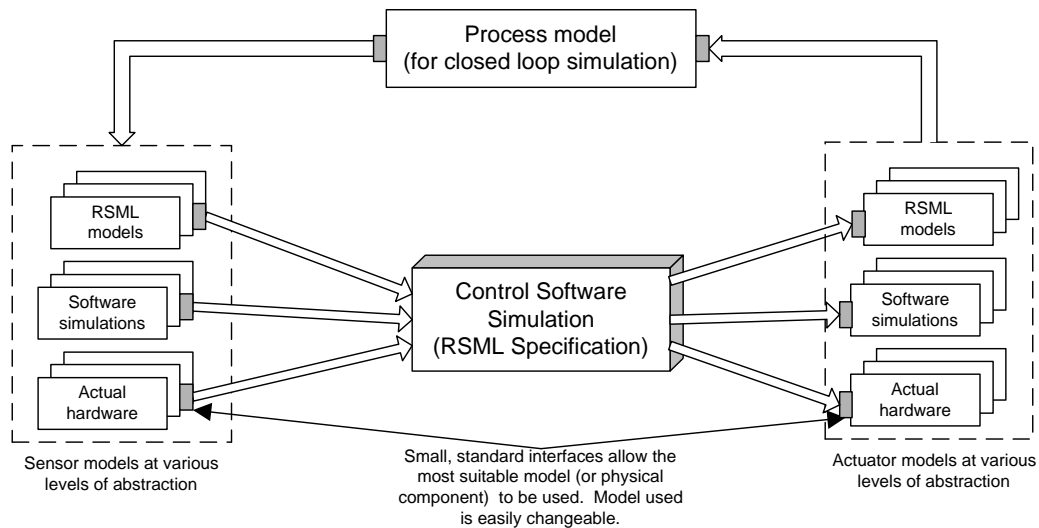 Process model
(for closed loop simulation)
RSML
models
Software
simulations
Actual
hardware
Sensor models at various
levels of abstraction
Control Software
Simulation
(RSML Specification)
RSML
models
Software
simulations
Actual
hardware
Actuator models at various
levels of abstraction
Small, standard interfaces allow the
most suitable model (or physical
component) to be used. Model used
is easily changeable.